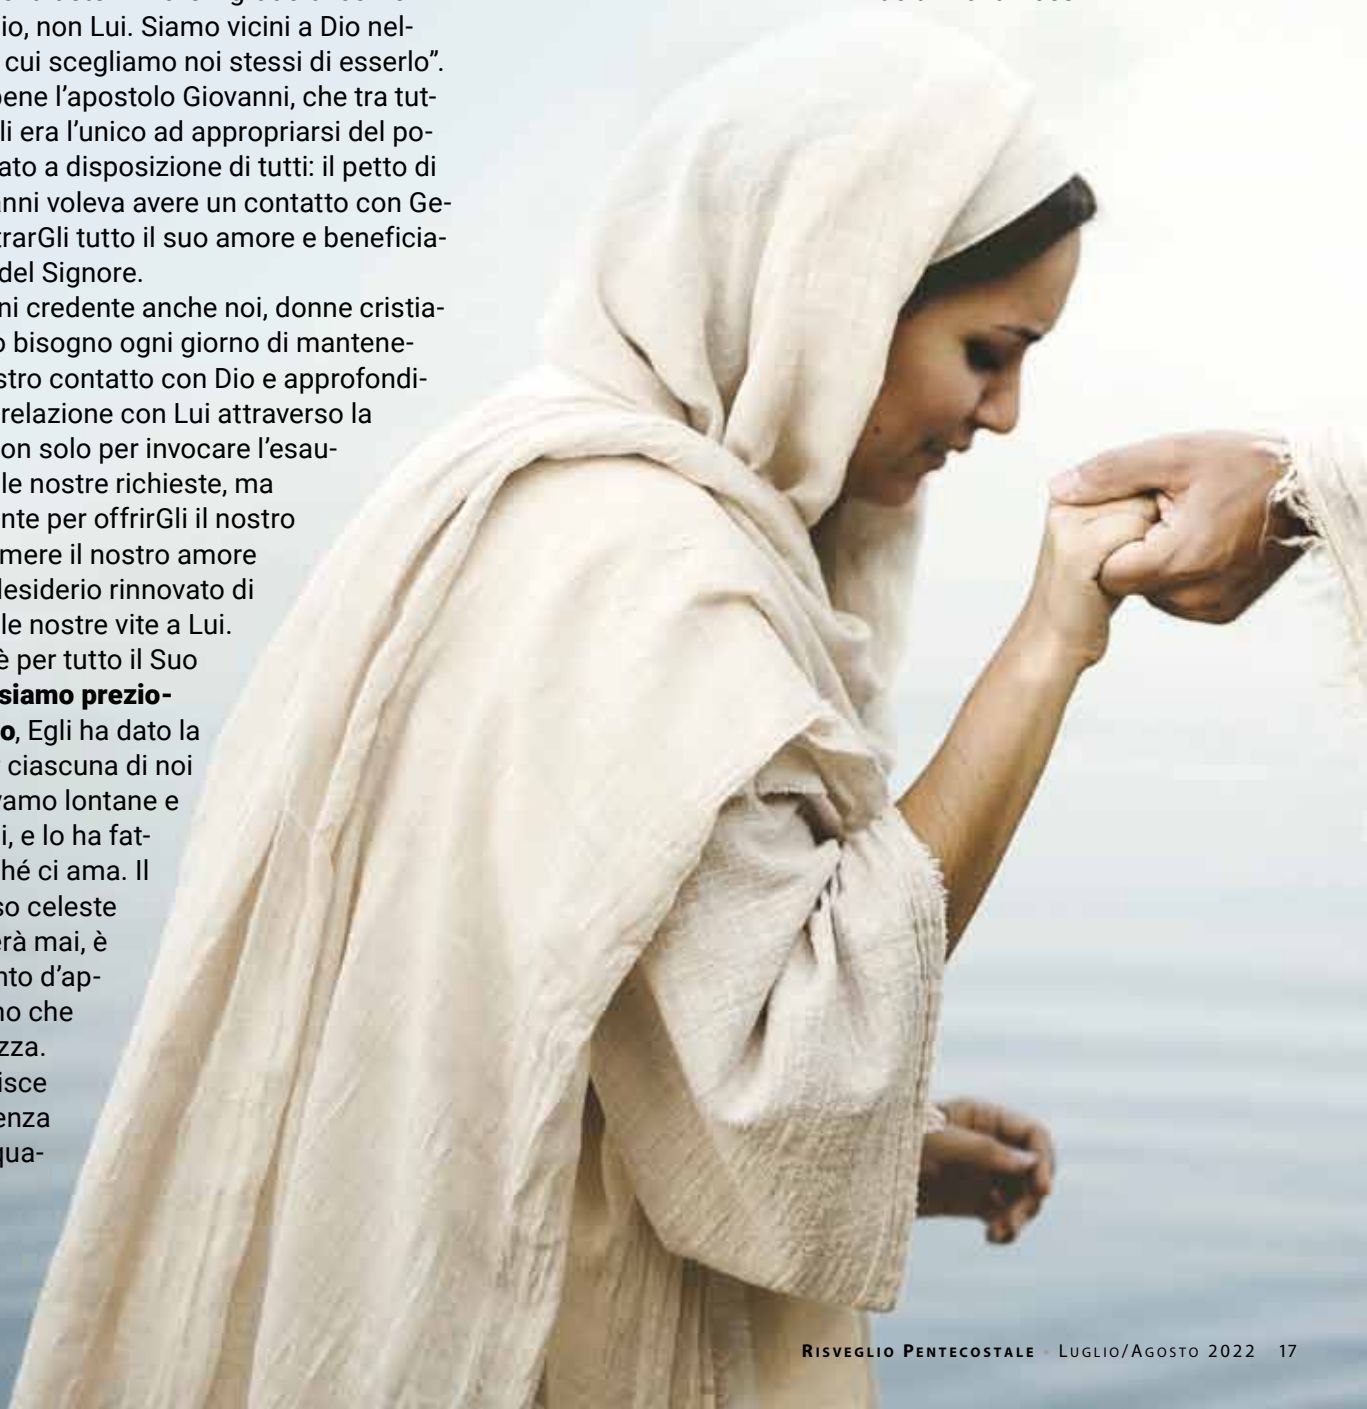 io, non Lui. Siamo vicini a Dio nel-
cui scegliamo noi stessi di esserlo”.
bene l’apostolo Giovanni, che tra tut-
li era l’unico ad appropriarsi del po-
ato a disposizione di tutti: il petto di
anni voleva avere un contatto con Ge-
trarGli tutto il suo amore e beneficia-
del Signore.
ni credente anche noi, donne cristia-
o bisogno ogni giorno di mantene-
stro contatto con Dio e approfondi-
relazione con Lui attraverso la
on solo per invocare l’esau-
le nostre richieste, ma
nte per offrirGli il nostro
mere il nostro amore
desiderio rinnovato di
le nostre vite a Lui.
è per tutto il Suo
siamo prezio-
o, Egli ha dato la
ciascuna di noi
vamo lontane e
i, e lo ha fat-
ché ci ama. Il
so celeste
erà mai, è
nto d’ap-
no che
zza.
isce
enza
qua-
RISVEGLIO PENTECOSTALE • LUGLIO/AGOSTO 2022 17